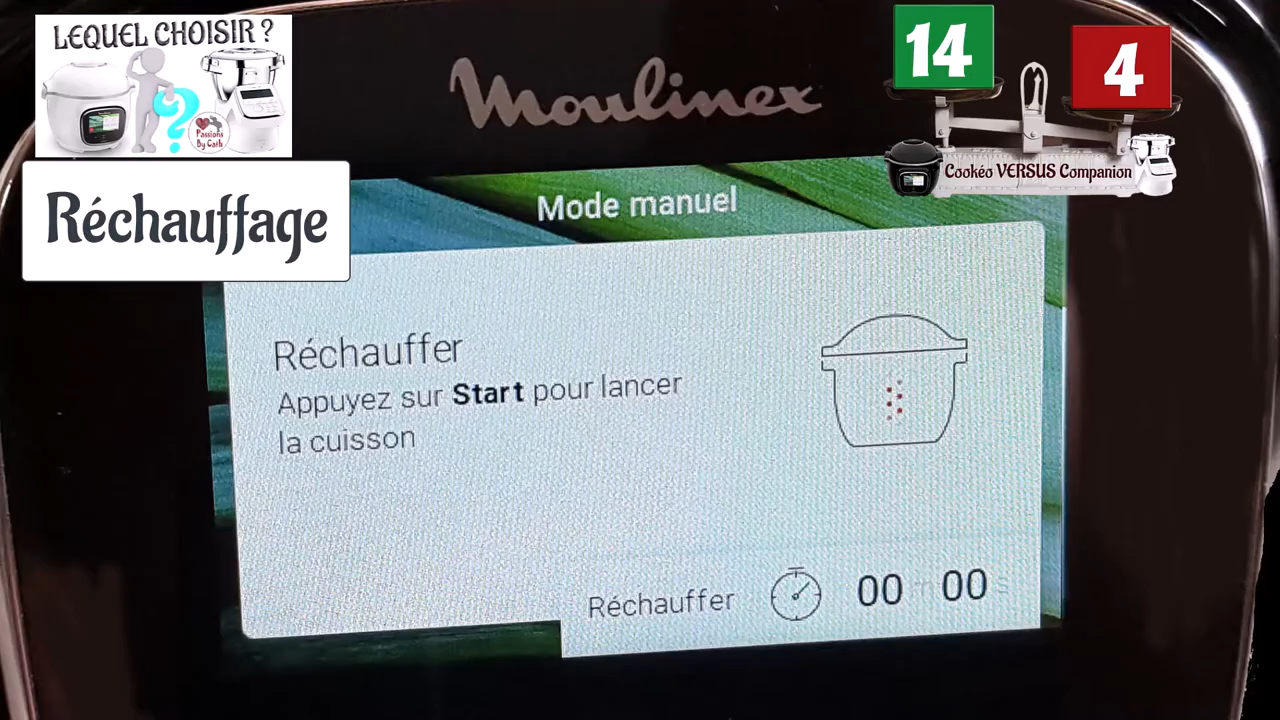 LEQUEL CHOISIR ?
Passions
By Cath
Réchauffage
14
4
Cookéo VERSUS Companion
Moulinex
Mode manuel
Réchauffer
Appuyez sur Start pour lancer
la cuisson
Réchauffer 00 m 00 s